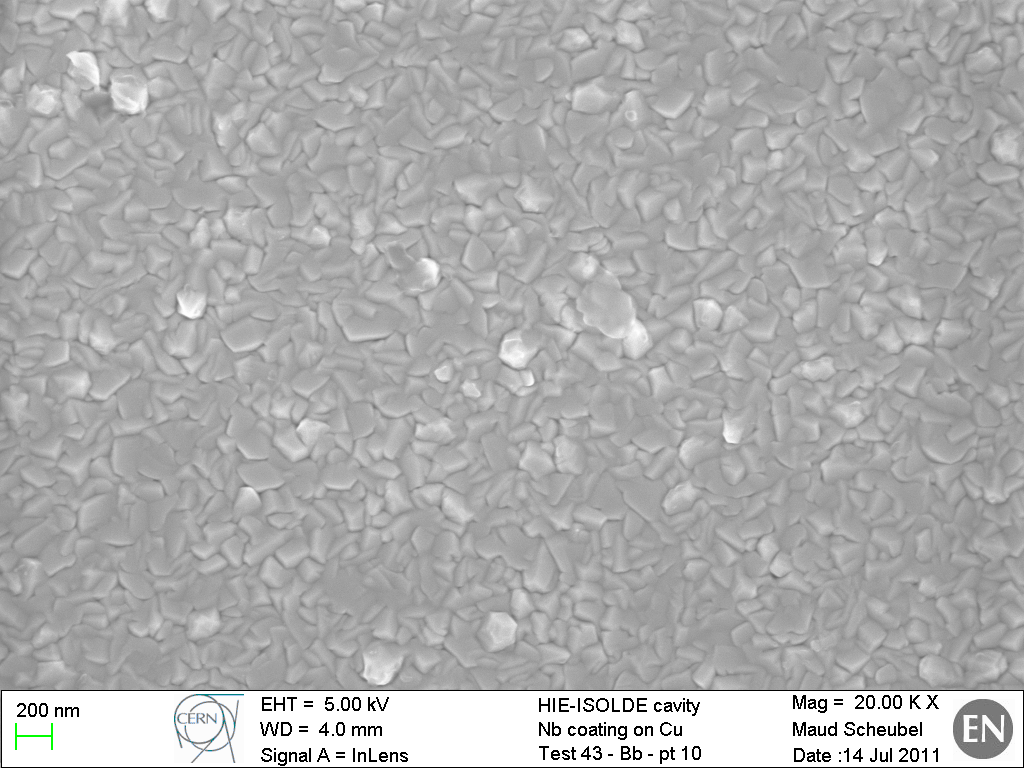 200 nm
CERN
EHT = 5.00 kV
WD = 4.0 mm
Signal A = InLens
HIE-ISOLDE cavity
Nb coating on Cu
Test 43 - Bb - pt 10
Mag = 20.00 K X
Maud Scheubel
Date :14 Jul 2011
EN